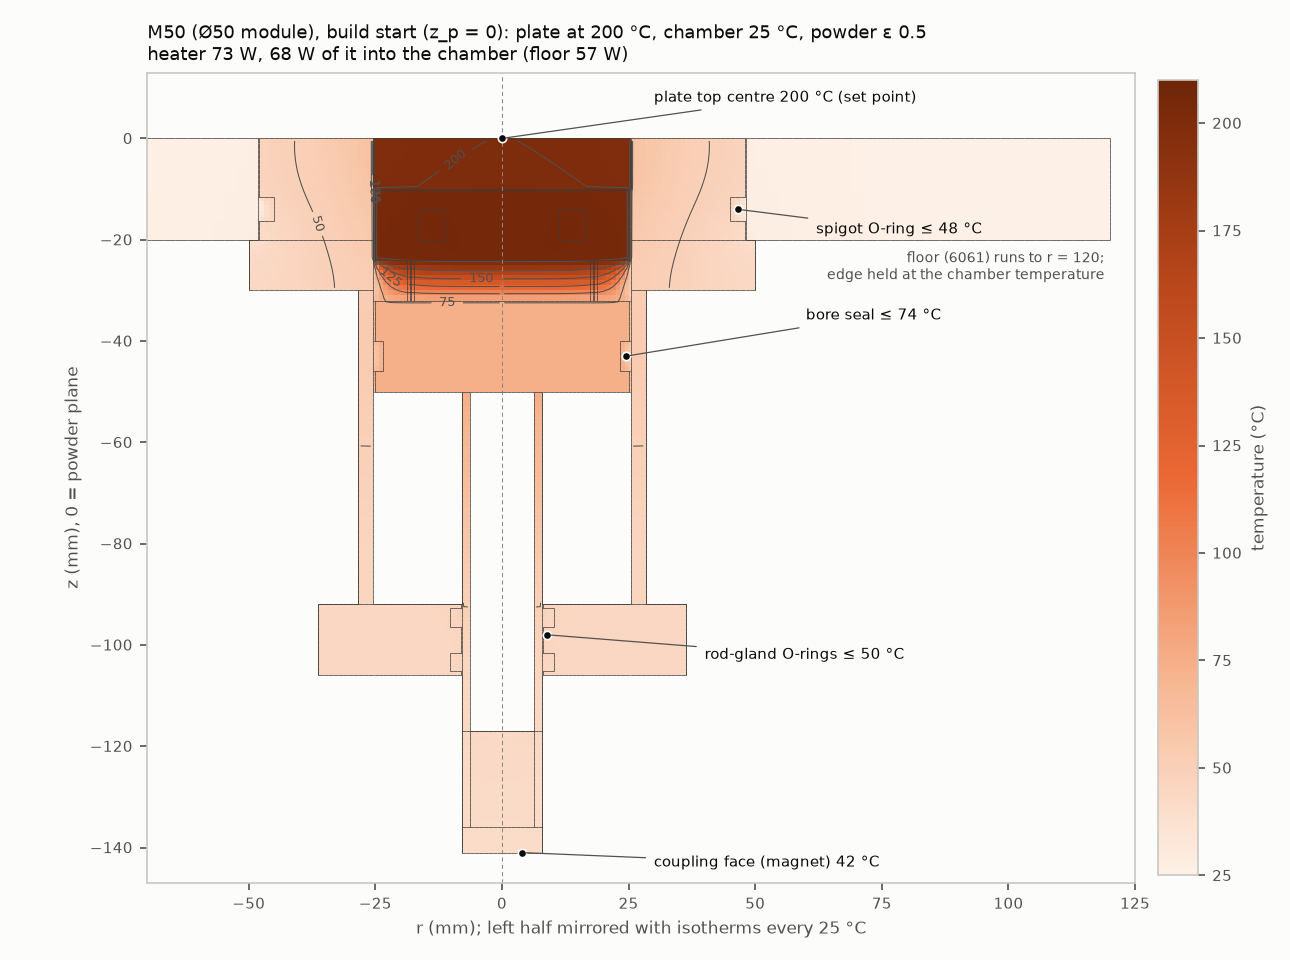 M50 (Ø50 module), build start (z_p = 0): plate at 200 °C, chamber 25 °C, powder ε 0.5
heater 73 W, 68 W of it into the chamber (floor 57 W)
plate top centre 200 °C (set point)
200
50
spigot O-ring ≤ 48 °C
floor (6061) runs to r = 120;
edge held at the chamber temperature
125
150
75
bore seal ≤ 74 °C
rod-gland O-rings ≤ 50 °C
coupling face (magnet) 42 °C
0
−20
−40
−60
−80
−100
−120
−140
z (mm), 0 = powder plane
−50
−25
0
25
50
75
100
125
r (mm); left half mirrored with isotherms every 25 °C
200
175
150
125
100
75
50
25
temperature (°C)